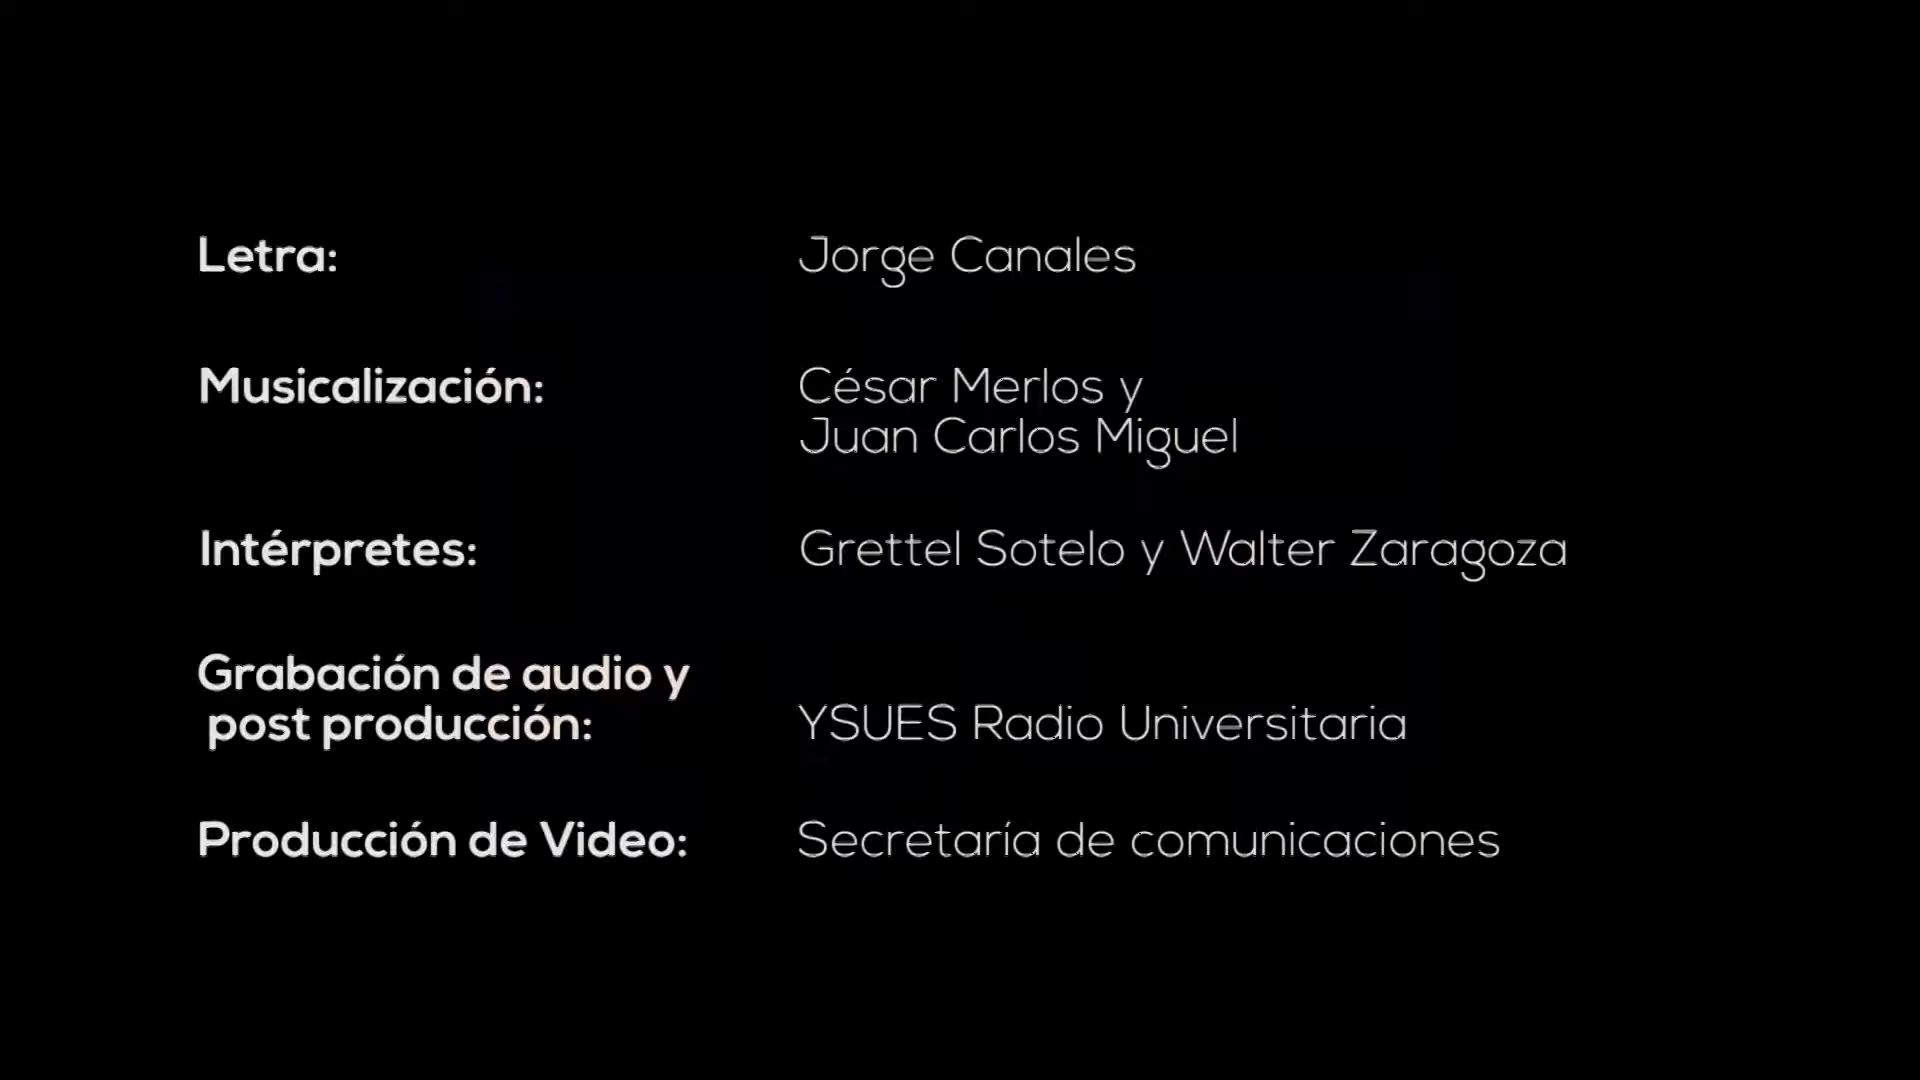 Letra: Jorge Canales
Musicalización: César Merlos y
Juan Carlos Miguel
Intérpretes: Grettel Sotelo y Walter Zaragoza
Grabación de audio y
post producción: YSUES Radio Universitaria
Producción de Video: Secretaría de comunicaciones